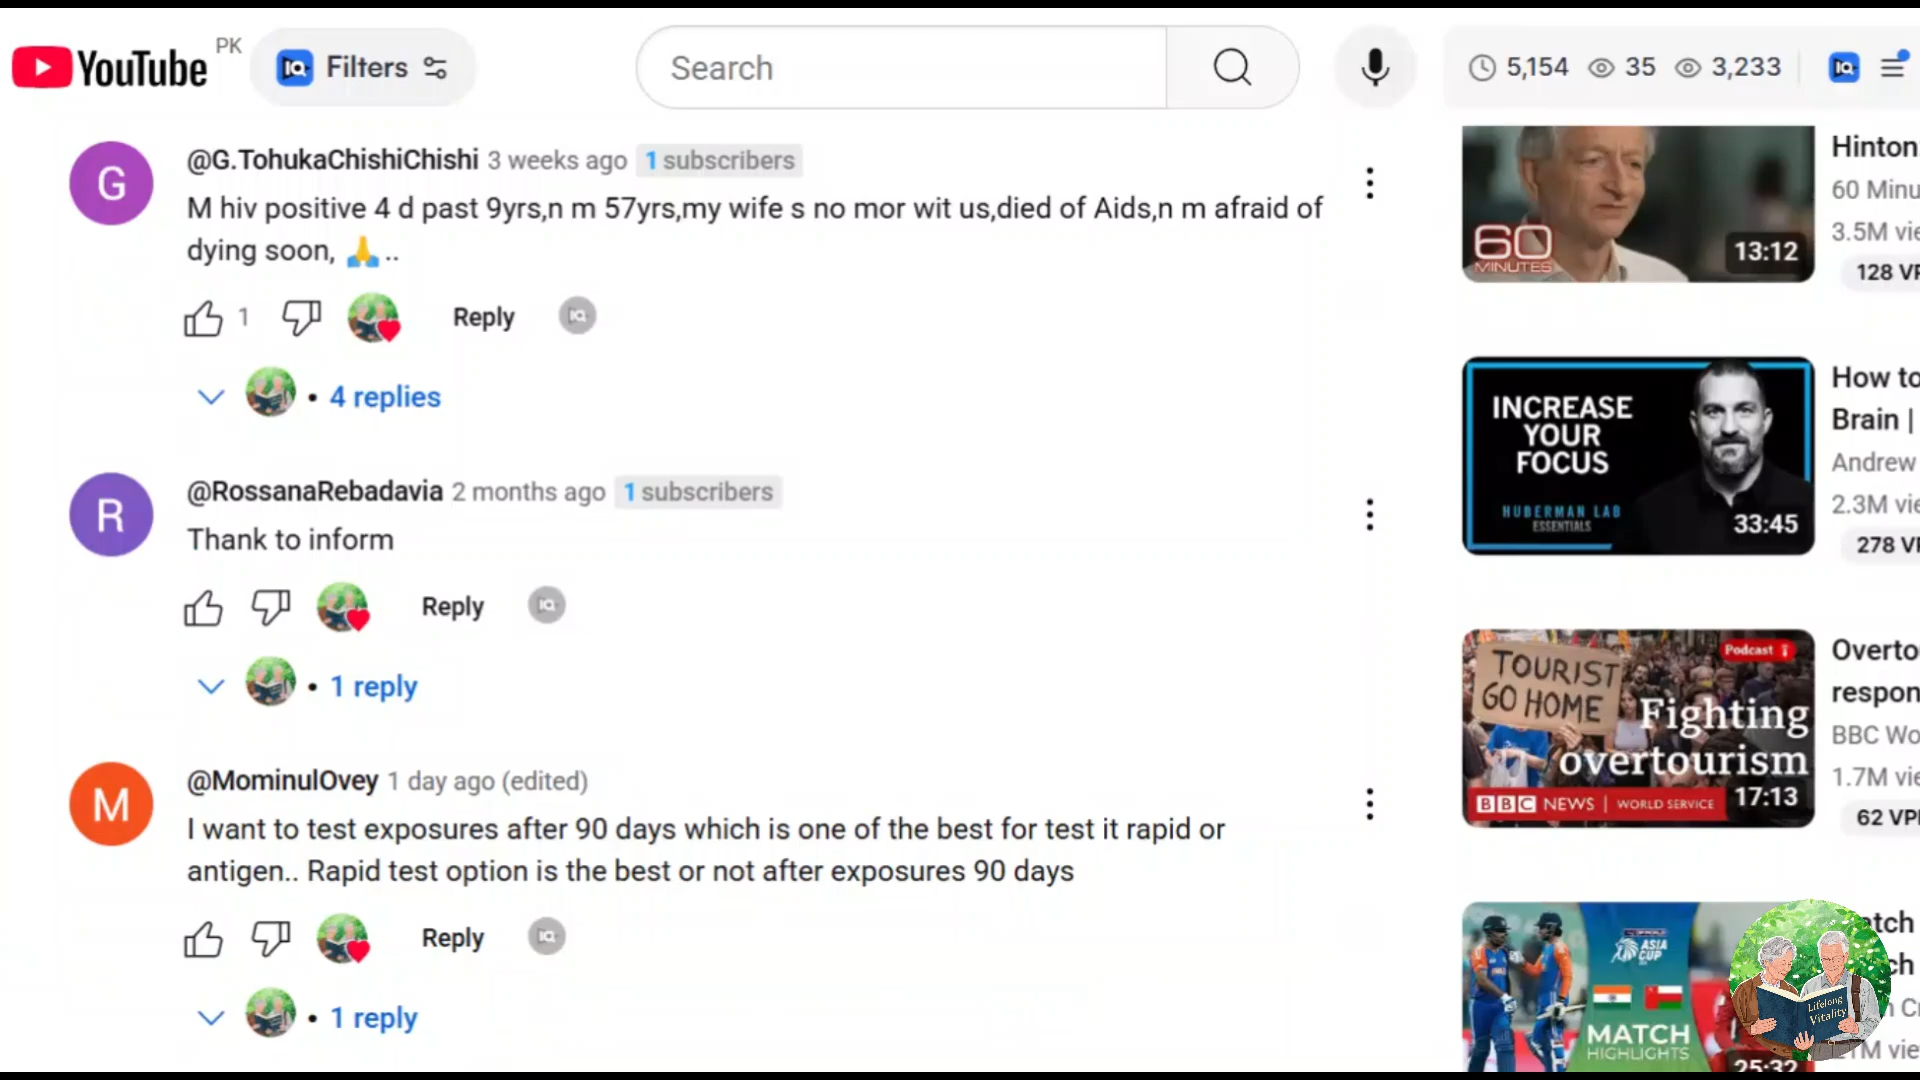 YouTube PK
Filters
Search
5,154 35 3,233
G
@G.TohukaChishiChishi 3 weeks ago 1 subscribers
M hiv positive 4 d past 9yrs,n m 57yrs,my wife s no mor wit us,died of Aids,n m afraid of
dying soon, 🙏..
1 Reply
• 4 replies
R
@RossanaRebadavia 2 months ago 1 subscribers
Thank to inform
Reply
• 1 reply
M
@MominulOvey 1 day ago (edited)
I want to test exposures after 90 days which is one of the best for test it rapid or
antigen.. Rapid test option is the best or not after exposures 90 days
Reply
• 1 reply
60
MINUTES
13:12
Hinton
60 Minu
3.5M vie
128 VP
INCREASE
YOUR
FOCUS
HUBERMAN LAB
ESSENTIALS
33:45
How to
Brain |
Andrew
2.3M vie
278 VP
Podcast
TOURIST
GO HOME
Fighting
overtourism
BBC NEWS | WORLD SERVICE
17:13
Overto
respon
BBC Wo
1.7M vie
62 VP
ASIA
CUP
MATCH
HIGHLIGHTS
25:32
Lifelong
Vitality